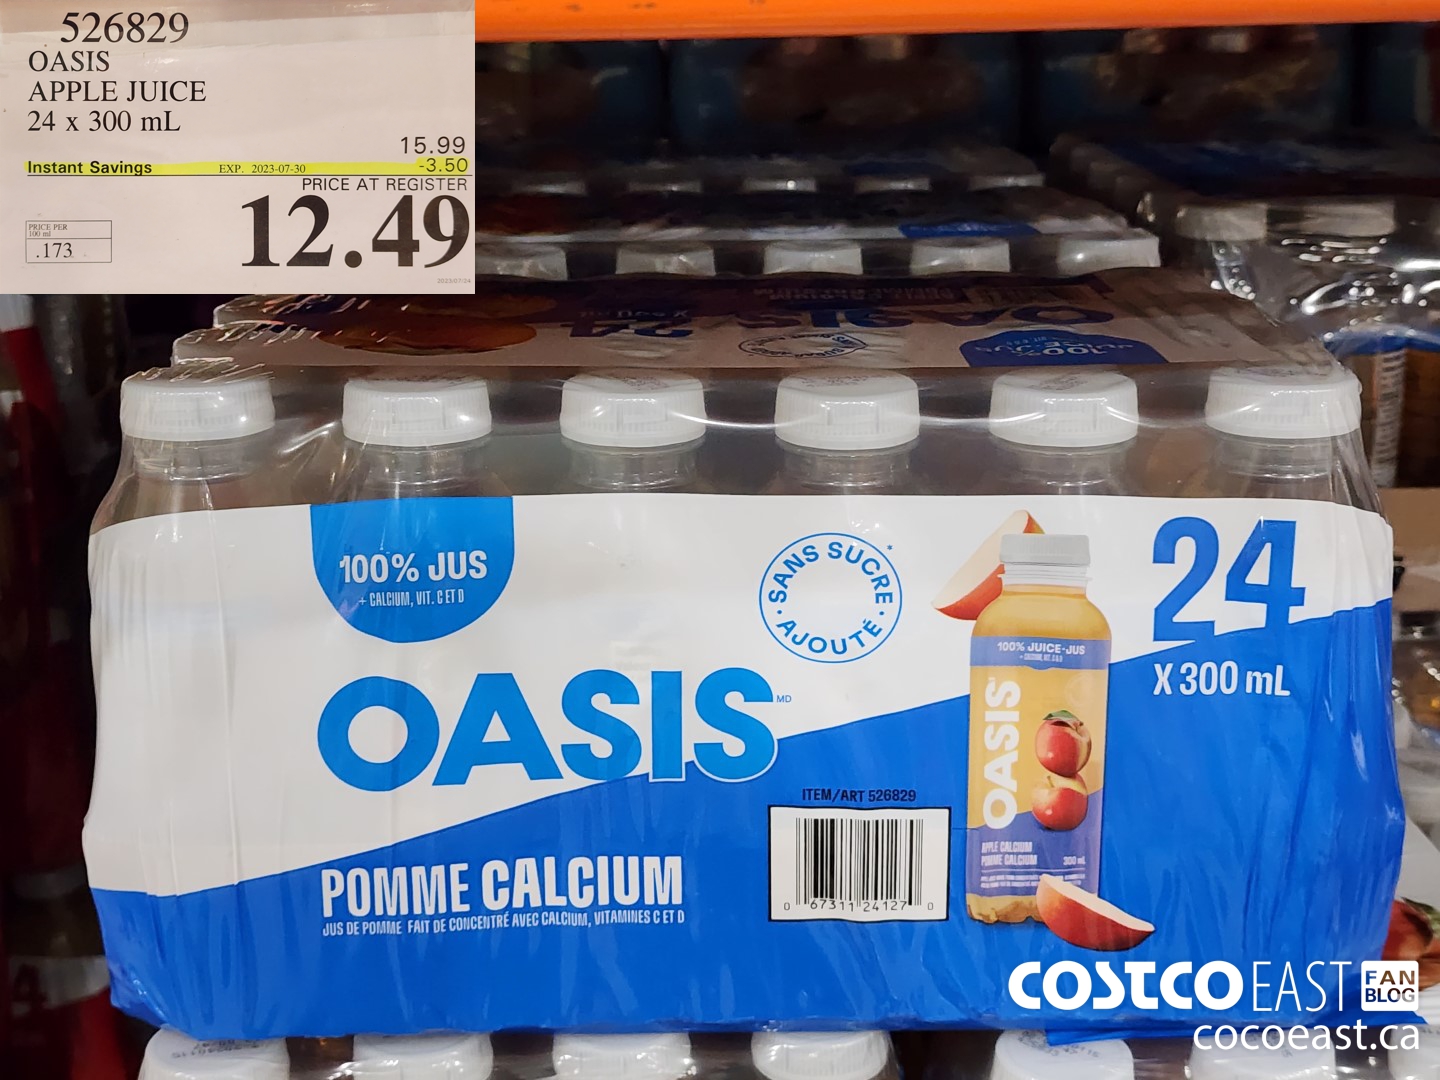 526829
OASIS
APPLE JUICE
24 x 300 mL
15.99
Instant Savings EXP. 2023-07-30 -3.50
PRICE AT REGISTER
12.49
PRICE PER
100 ml
.173
2023/07/24
100% JUS
+ CALCIUM, VIT. C ET D
SANS SUCRE
AJOUTÉ
*
24
X 300 mL
OASIS MD
100% JUICE-JUS
OASIS
APPLE CALCIUM
POMME CALCIUM
300 mL
ITEM/ART 526829
0 67311 24127 0
POMME CALCIUM
JUS DE POMME FAIT DE CONCENTRÉ AVEC CALCIUM, VITAMINES C ET D
COSTCO EAST FAN
BLOG
cocoeast.ca